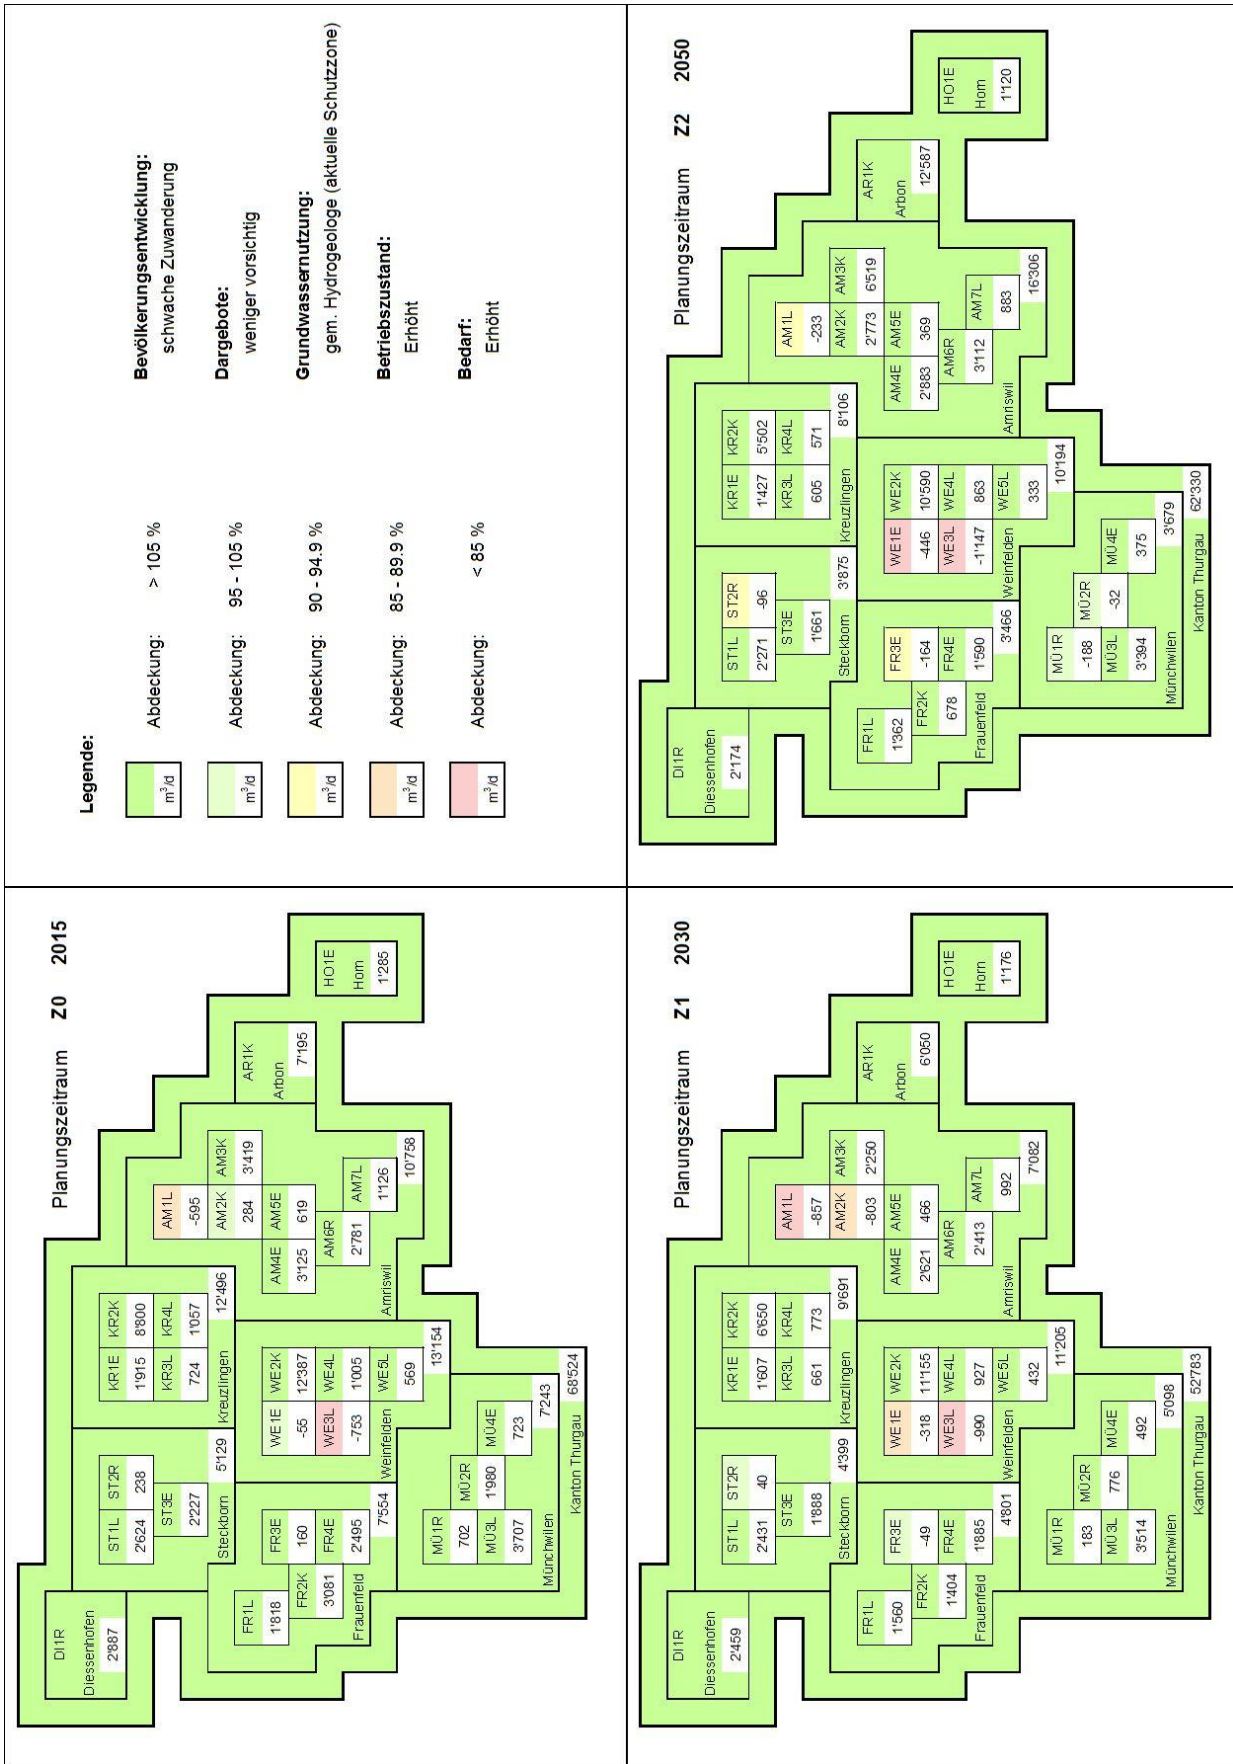 Planungszeitraum Z0 2015
DI1R
Diessenhofen
2'887
ST1L ST2R
2'624 238
ST3E
2'227
Steckborn 5'129
KR1E KR2K
1'915 8'800
KR3L KR4L
724 1'057
Kreuzlingen 12'496
AM1L
-595
AM2K AM3K
284 3'419
AM4E AM5E
3'125 619
AM6R AM7L
2'781 1'126
Amriswil 10'758
AR1K
Arbon
7'195
HO1E
Horn
1'285
FR1L
1'818
FR2K
3'081
FR3E
160
FR4E
2'495
Frauenfeld 7'554
WE1E WE2K
-55 12'387
WE3L WE4L
-753 1'005
WE5L
569
Weinfelden 13'154
MÜ1R
702
MÜ2R
1'980
MÜ3L
3'707
MÜ4E
723
Münchwilen 7'243
Kanton Thurgau 68'524
Legende:
m³/d Abdeckung: > 105 %
m³/d Abdeckung: 95 - 105 %
m³/d Abdeckung: 90 - 94.9 %
m³/d Abdeckung: 85 - 89.9 %
m³/d Abdeckung: < 85 %
Bevölkerungsentwicklung:
schwache Zuwanderung
Dargebote:
weniger vorsichtig
Grundwassernutzung:
gem. Hydrogeologe (aktuelle Schutzzone)
Betriebszustand:
Erhöht
Bedarf:
Erhöht
Planungszeitraum Z1 2030
DI1R
Diessenhofen
2'459
ST1L ST2R
2'431 40
ST3E
1'888
Steckborn 4'399
KR1E KR2K
1'607 6'650
KR3L KR4L
661 773
Kreuzlingen 9'691
AM1L
-857
AM2K AM3K
-803 2'250
AM4E AM5E
2'621 466
AM6R AM7L
2'413 992
Amriswil 7'082
AR1K
Arbon
6'050
HO1E
Horn
1'176
FR1L
1'560
FR2K
1'404
FR3E
-49
FR4E
1'885
Frauenfeld 4'801
WE1E WE2K
-318 11'155
WE3L WE4L
-990 927
WE5L
432
Weinfelden 11'205
MÜ1R
183
MÜ2R
776
MÜ3L
3'514
MÜ4E
492
Münchwilen 5'098
Kanton Thurgau 52'783
Planungszeitraum Z2 2050
DI1R
Diessenhofen
2'174
ST1L ST2R
2'271 -96
ST3E
1'661
Steckborn 3'875
KR1E KR2K
1'427 5'502
KR3L KR4L
605 571
Kreuzlingen 8'106
AM1L
-233
AM2K AM3K
2'773 6'519
AM4E AM5E
2'883 369
AM6R AM7L
3'112 883
Amriswil 16'306
AR1K
Arbon
12'587
HO1E
Horn
1'120
FR1L
1'362
FR2K
678
FR3E
-164
FR4E
1'590
Frauenfeld 3'466
WE1E WE2K
-446 10'590
WE3L WE4L
-1'147 863
WE5L
333
Weinfelden 10'194
MÜ1R
-188
MÜ2R
-32
MÜ3L
3'394
MÜ4E
375
Münchwilen 3'679
Kanton Thurgau 62'330